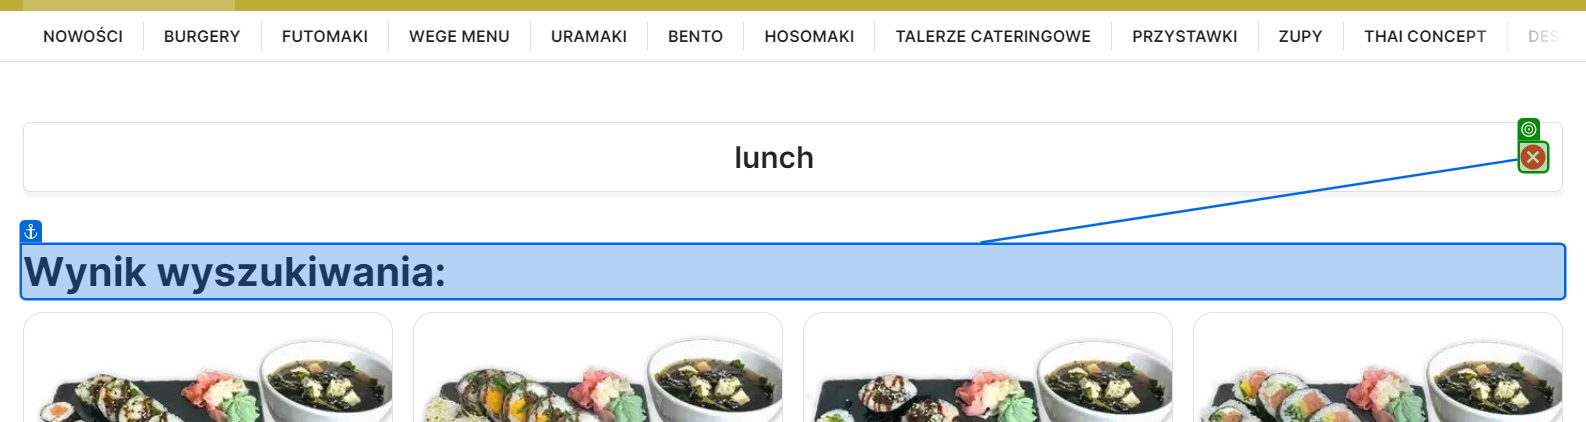 NOWOŚCI BURGERY FUTOMAKI WEGE MENU URAMAKI BENTO HOSOMAKI TALERZE CATERINGOWE PRZYSTAWKI ZUPY THAI CONCEPT DES
lunch
Wynik wyszukiwania: